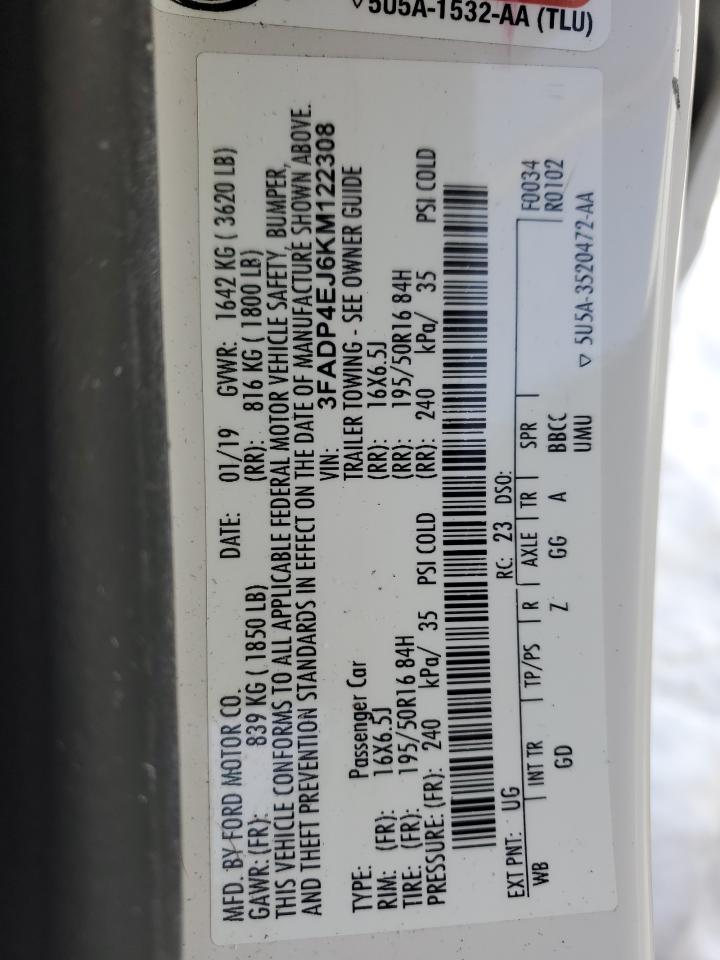 5U5A-1532-AA (TLU)
MFD. BY FORD MOTOR CO. DATE: 01/19 GVWR: 1642 KG ( 3620 LB)
GAWR: (FR): 839 KG ( 1850 LB) (RR): 816 KG ( 1800 LB)
THIS VEHICLE CONFORMS TO ALL APPLICABLE FEDERAL MOTOR VEHICLE SAFETY, BUMPER,
AND THEFT PREVENTION STANDARDS IN EFFECT ON THE DATE OF MANUFACTURE SHOWN ABOVE.
VIN: 3FADP4EJ6KM122308
TYPE: Passenger Car TRAILER TOWING - SEE OWNER GUIDE
RIM: (FR): 16X6.5J (RR): 16X6.5J
TIRE: (FR): 195/50R16 84H (RR): 195/50R16 84H
PRESSURE: (FR): 240 kPa/ 35 PSI COLD (RR): 240 kPa/ 35 PSI COLD
EXT PNT: UG RC: 23 DSO:
WB INT TR TP/PS R AXLE TR SPR F0034
GD Z GG A BBCC R0102
UMU
▽ 5U5A-3520472-AA